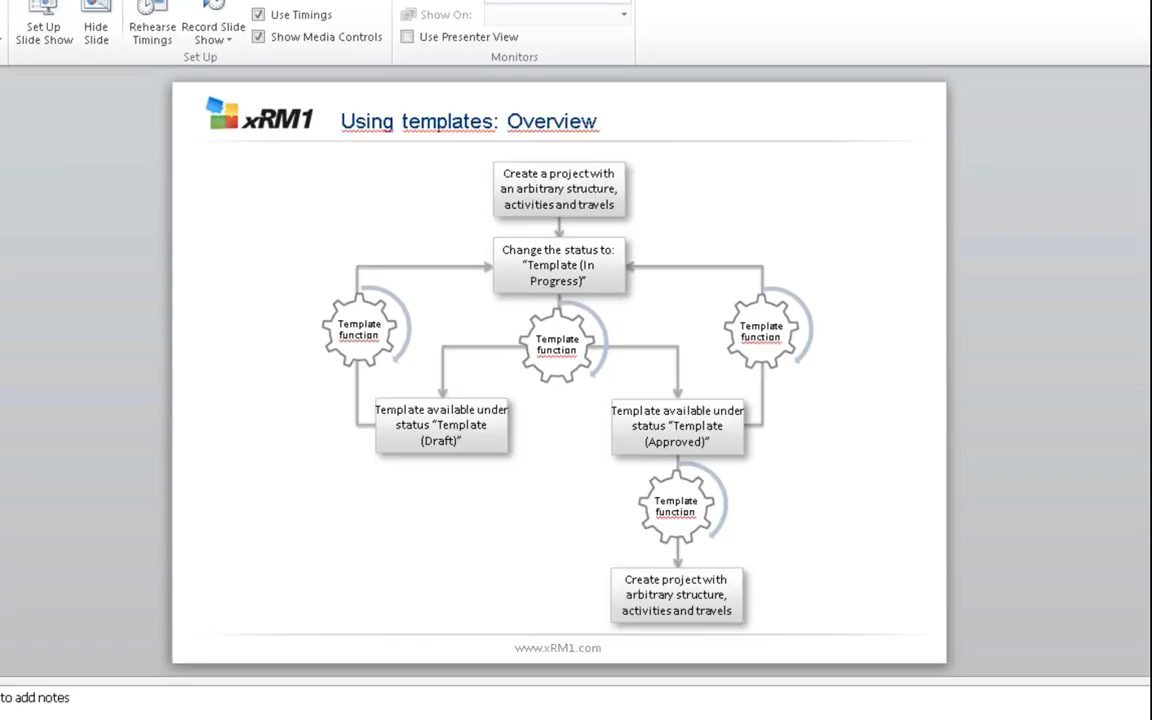 Set Up
Slide Show
Hide
Slide
Rehearse
Timings
Record Slide
Show
Use Timings
Show Media Controls
Set Up
Show On:
Use Presenter View
Monitors
xRM1
Using templates: Overview
Create a project with
an arbitrary structure,
activities and travels
Change the status to:
“Template (In
Progress)”
Template
function
Template
function
Template
function
Template available under
status “Template
(Draft)”
Template available under
status “Template
(Approved)”
Template
function
Create project with
arbitrary structure,
activities and travels
www.xRM1.com
to add notes